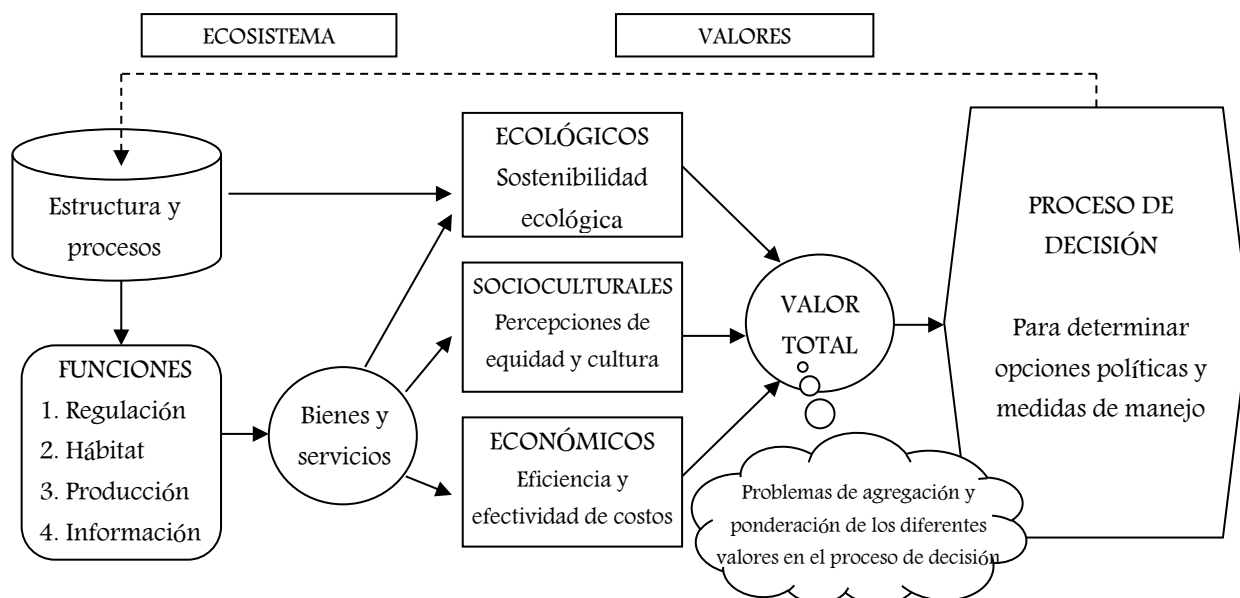 ECOSISTEMA
VALORES
Estructura y
procesos
FUNCIONES
1. Regulación
2. Hábitat
3. Producción
4. Información
Bienes y
servicios
ECOLÓGICOS
Sostenibilidad
ecológica
SOCIOCULTURALES
Percepciones de
equidad y cultura
ECONÓMICOS
Eficiencia y
efectividad de costos
VALOR
TOTAL
Problemas de agregación y
ponderación de los diferentes
valores en el proceso de decisión
PROCESO DE
DECISIÓN
Para determinar
opciones políticas y
medidas de manejo